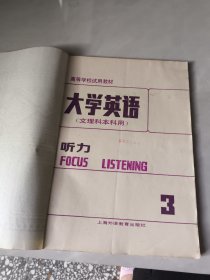 高等学校试用教材
大学英语
(文理科本科用)
听力
FOCUS LISTENING
3
上海外语教育出版社